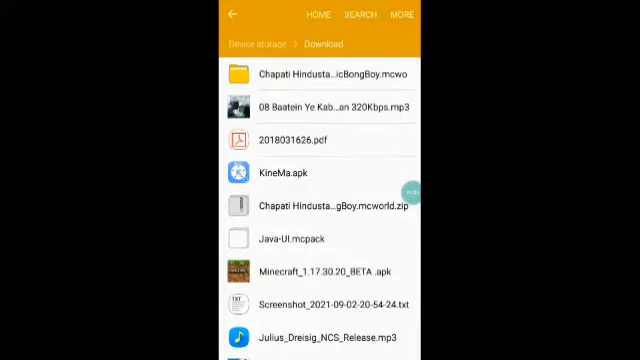 HOME SEARCH MORE
Device storage > Download
Chapati Hindusta...icBongBoy.mcwo
08 Baatein Ye Kab...an 320Kbps.mp3
2018031626.pdf
KineMa.apk
Chapati Hindusta...gBoy.mcworld.zip
Java-UI.mcpack
Minecraft_1.17.30.20_BETA .apk
TXT
Screenshot_2021-09-02-20-54-24.txt
Julius_Dreisig_NCS_Release.mp3